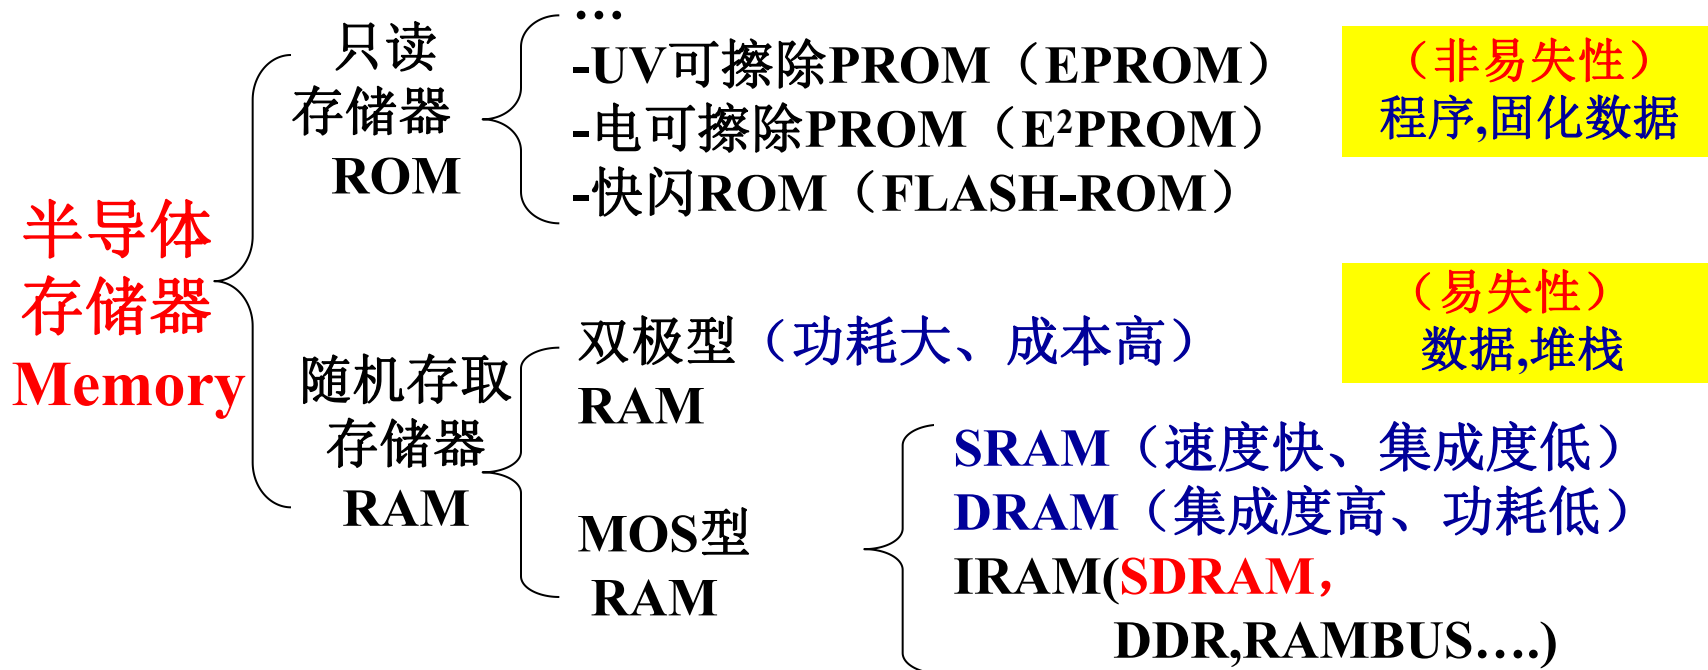 半导体
存储器
Memory
只读
存储器
ROM
…
-UV可擦除PROM（EPROM）
-电可擦除PROM（E²PROM）
-快闪ROM（FLASH-ROM）
（非易失性）
程序,固化数据
随机存取
存储器
RAM
双极型（功耗大、成本高）
RAM
（易失性）
数据,堆栈
MOS型
RAM
SRAM（速度快、集成度低）
DRAM（集成度高、功耗低）
IRAM(SDRAM，
DDR,RAMBUS….)